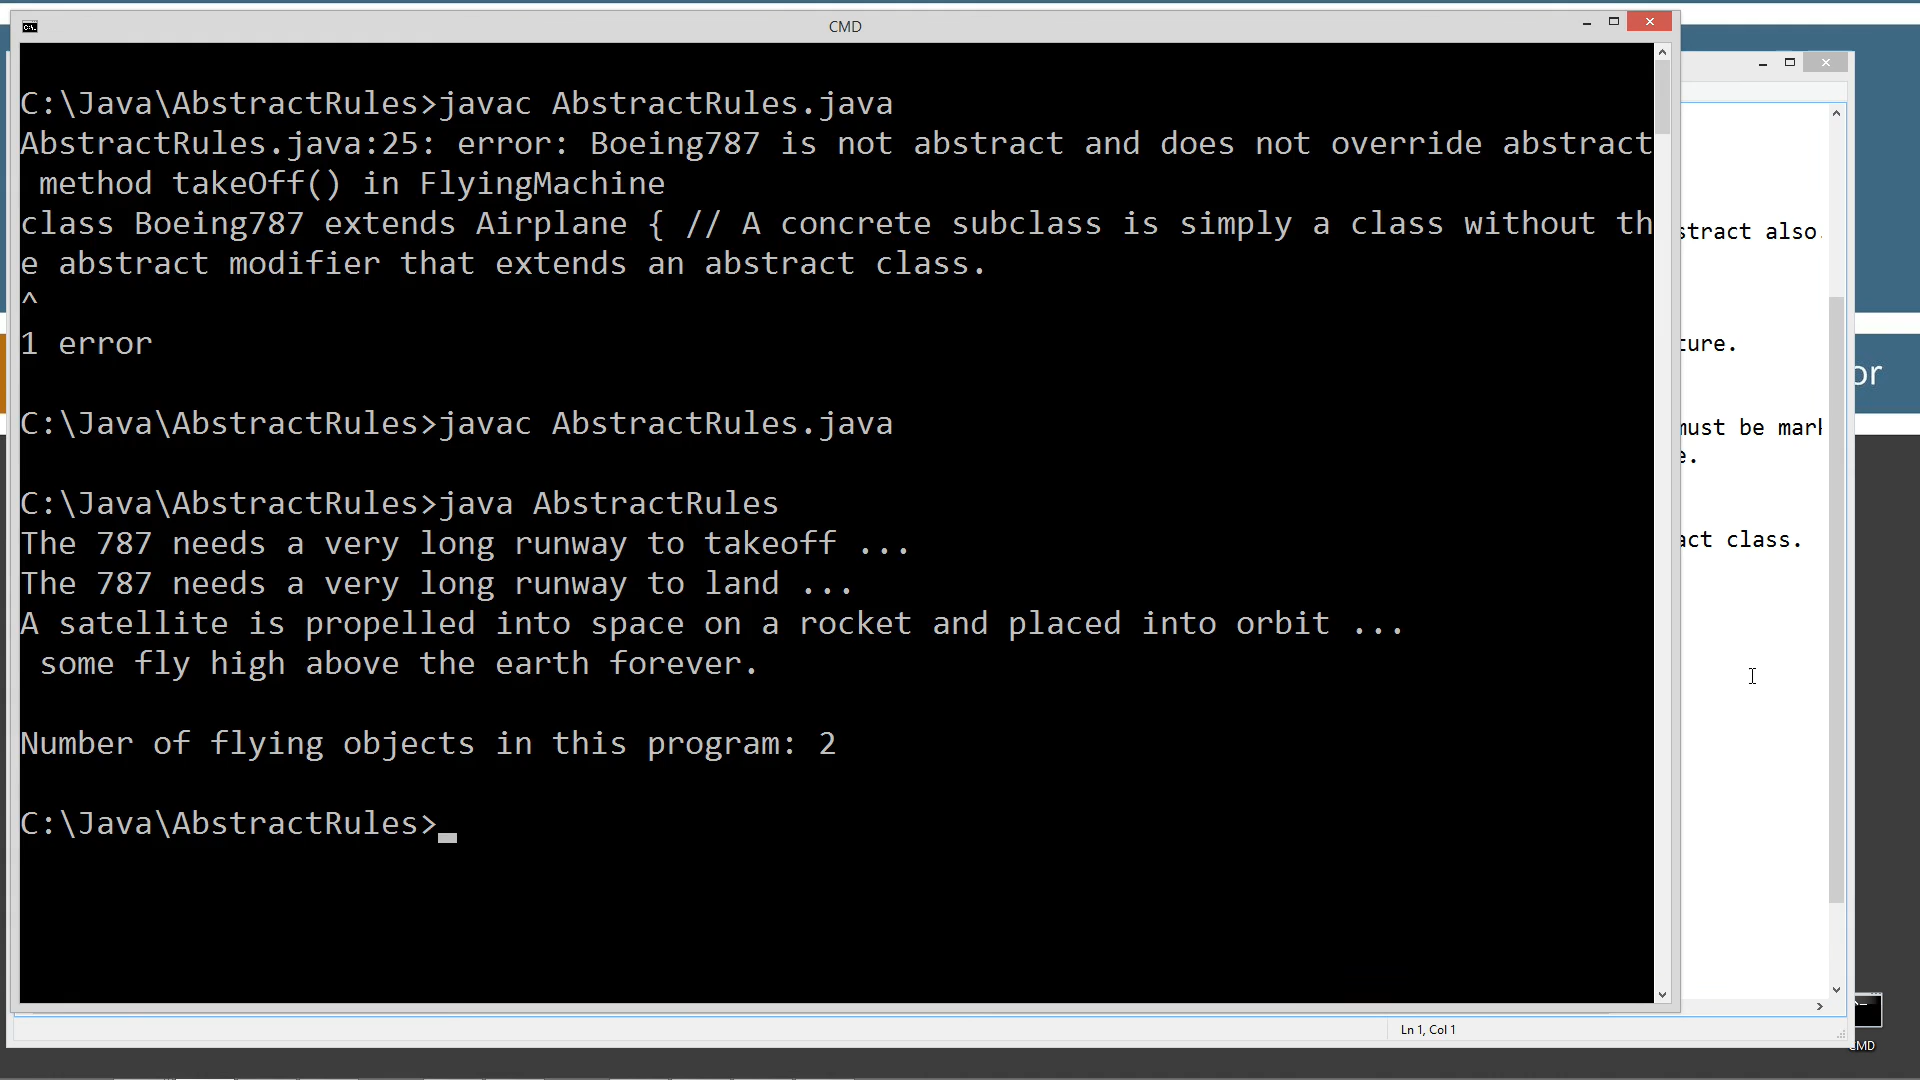 CMD
C:\Java\AbstractRules>javac AbstractRules.java
AbstractRules.java:25: error: Boeing787 is not abstract and does not override abstract
method takeOff() in FlyingMachine
class Boeing787 extends Airplane { // A concrete subclass is simply a class without th
e abstract modifier that extends an abstract class.
^
1 error
C:\Java\AbstractRules>javac AbstractRules.java
C:\Java\AbstractRules>java AbstractRules
The 787 needs a very long runway to takeoff ...
The 787 needs a very long runway to land ...
A satellite is propelled into space on a rocket and placed into orbit ...
some fly high above the earth forever.
Number of flying objects in this program: 2
C:\Java\AbstractRules>
stract also.
ture.
must be mark
e.
act class.
or
Ln 1, Col 1
CMD